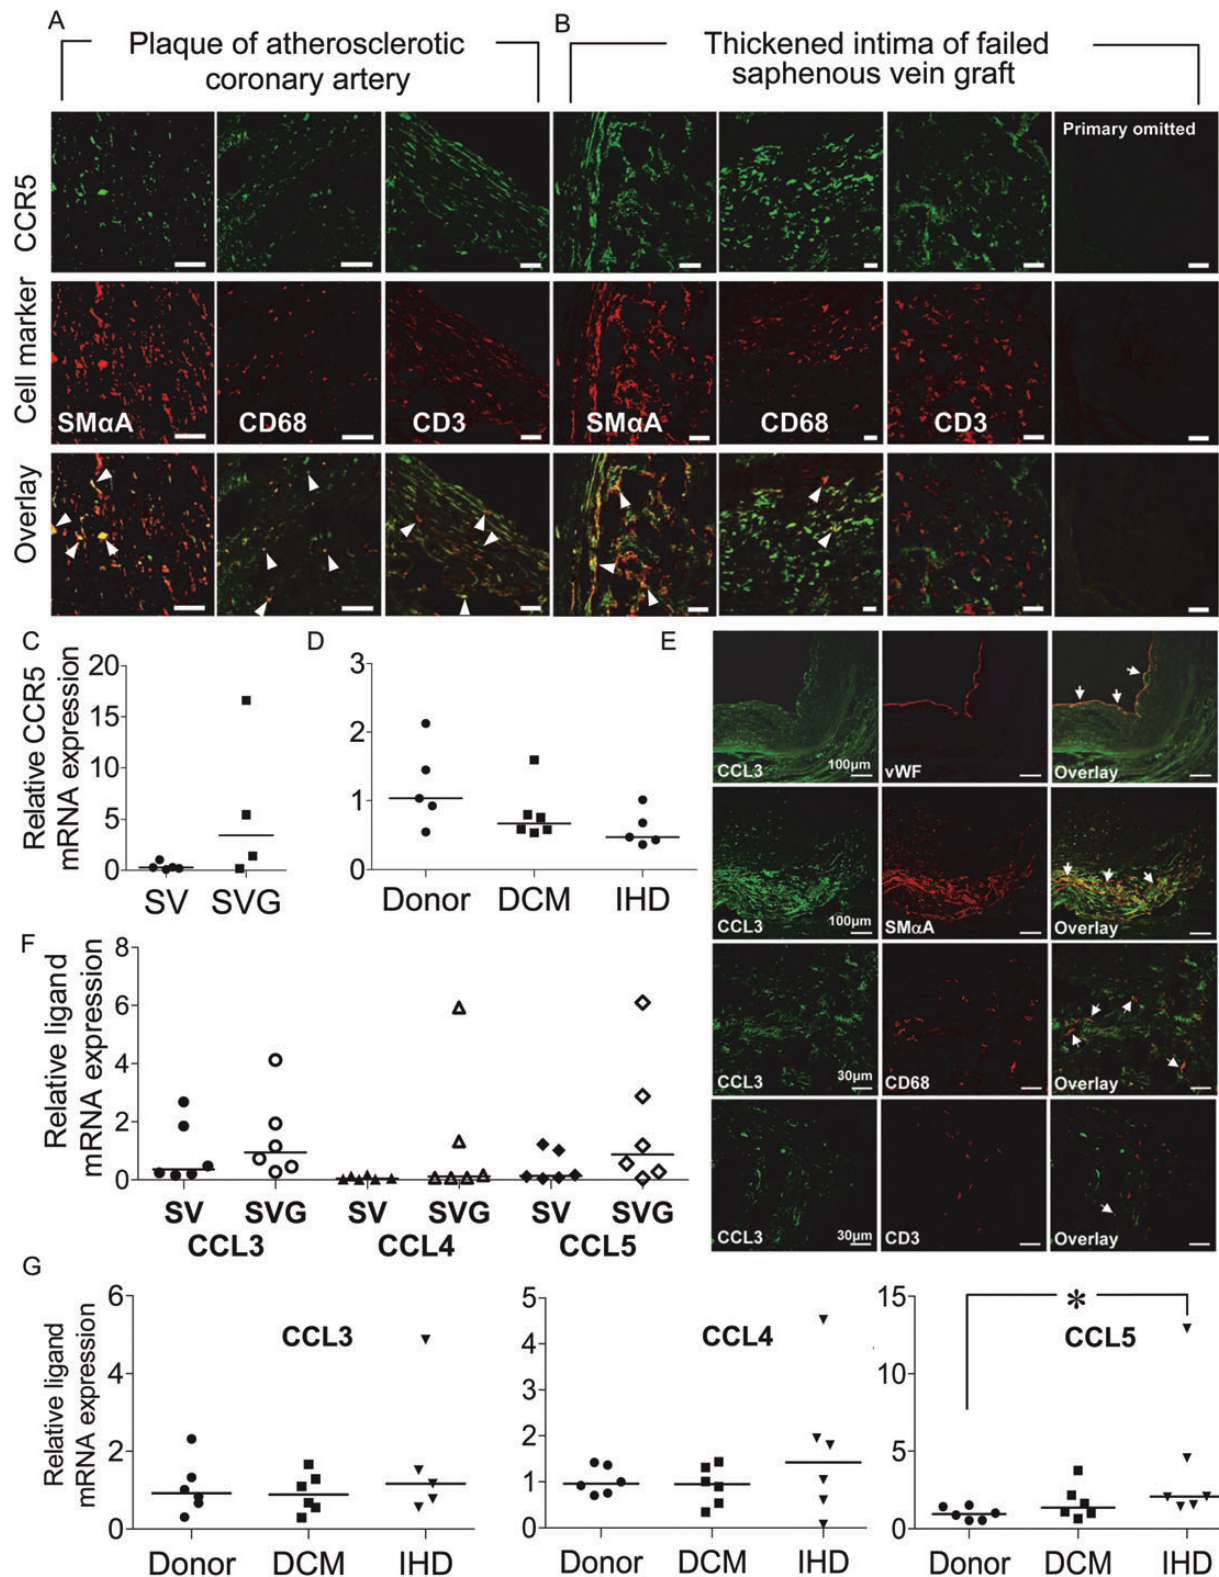 A
Plaque of atherosclerotic
coronary artery
B
Thickened intima of failed
saphenous vein graft
CCR5
Primary omitted
Cell marker
SMαA
CD68
CD3
SMαA
CD68
CD3
Overlay
C
Relative CCR5
mRNA expression
20
15
10
5
0
SV
SVG
D
3
2
1
0
Donor
DCM
IHD
E
CCL3
100µm
vWF
Overlay
CCL3
100µm
SMαA
Overlay
CCL3
30µm
CD68
Overlay
CCL3
30µm
CD3
Overlay
F
Relative ligand
mRNA expression
8
6
4
2
0
SV
SVG
SV
SVG
SV
SVG
CCL3
CCL4
CCL5
G
Relative ligand
mRNA expression
6
4
2
0
CCL3
Donor
DCM
IHD
5
4
3
2
1
0
CCL4
Donor
DCM
IHD
15
10
5
0
*
CCL5
Donor
DCM
IHD